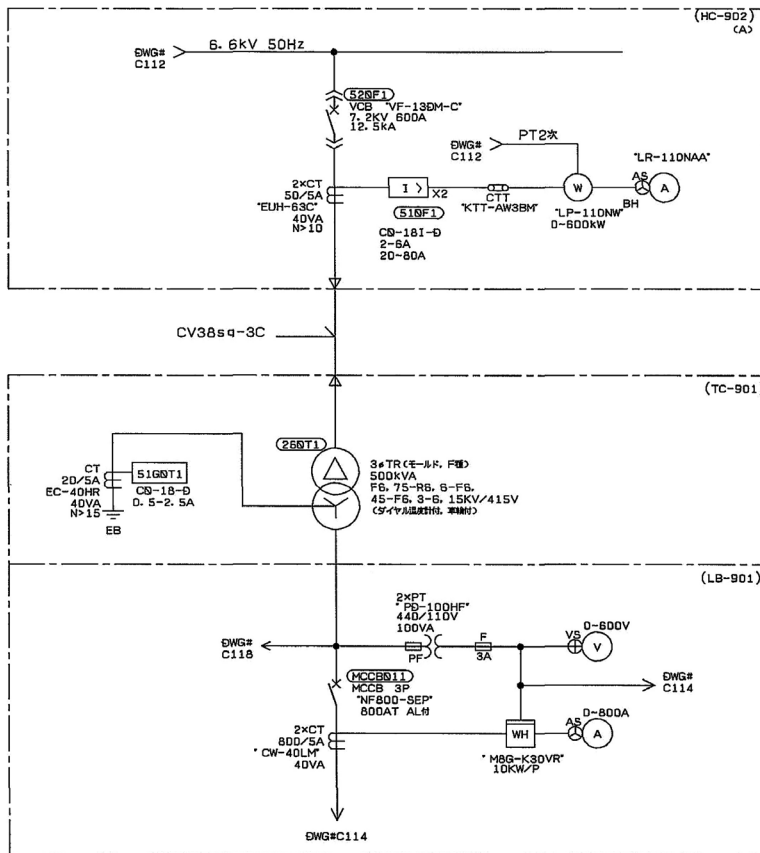 (HC-902)
(A)
6.6kV 50Hz
DWG#
C112
520F1
VCB "VF-13DM-C"
7.2KV 600A
12.5kA
PT2次
DWG#
C112
"LR-110NAA"
2×CT
50/5A
"EUH-63C"
40VA
N>10
I >
X2
CTT
"KTT-AW3BM"
W
AS
A
BH
"LP-110NW"
0-600kW
510F1
CO-18I-D
2-6A
20-80A
CV38sq-3C
(TC-901)
260T1
3φTR(モールド, F種)
500kVA
F6.75-R6.6-F6.
45-F6.3-6.15KV/415V
(ダイヤル温度計付, 車輪付)
CT
20/5A
EC-40HR
40VA
N>15
51G0T1
CO-18-D
0.5-2.5A
EB
(LB-901)
2×PT
"PD-100HF"
440/110V
100VA
PF
F
3A
VS
0-600V
V
DWG#
C118
DWG#
C114
MCCB011
MCCB 3P
"NF800-SEP"
800AT AL付
2×CT
800/5A
"CW-40LM"
40VA
WH
AS
0~800A
A
"M8G-K30VR"
10KW/P
DWG#C114